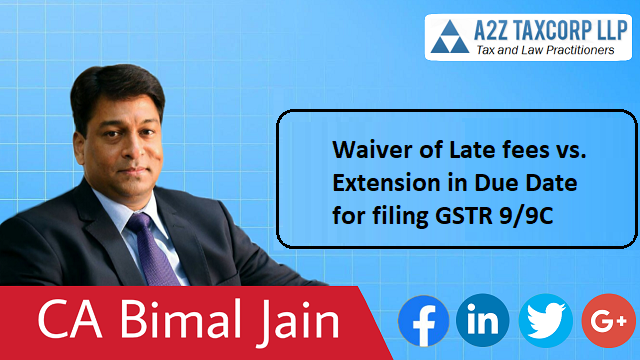 A2Z TAXCORP LLP
Tax and Law Practitioners
Waiver of Late fees vs.
Extension in Due Date
for filing GSTR 9/9C
CA Bimal Jain
f
in
G+